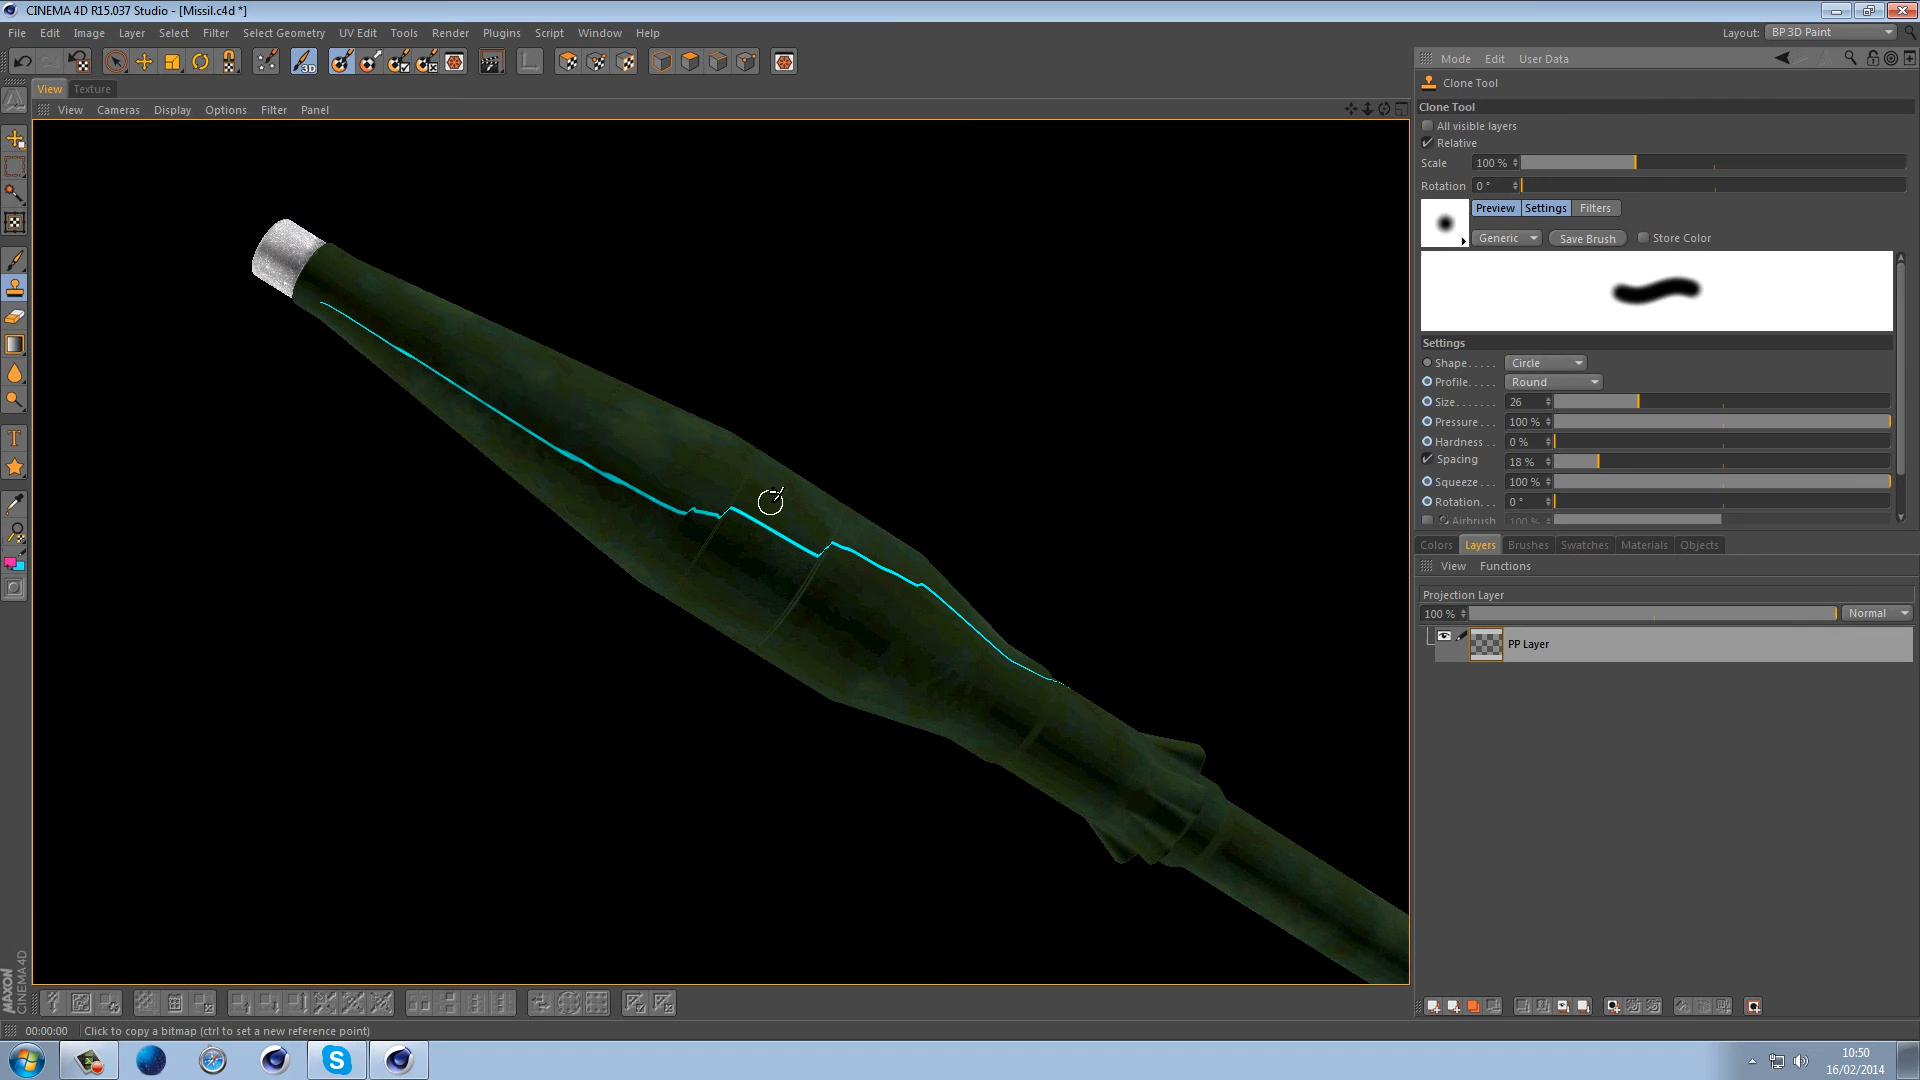 CINEMA 4D R15.037 Studio - [Missil.c4d *]
File Edit Image Layer Select Filter Select Geometry UV Edit Tools Render Plugins Script Window Help
Layout: BP 3D Paint
3D
Mode Edit User Data
View Texture
Clone Tool
View Cameras Display Options Filter Panel
Clone Tool
All visible layers
Relative
Scale 100 %
Rotation 0 °
Preview Settings Filters
Generic Save Brush Store Color
Settings
Shape. . . . . Circle
Profile. . . . . Round
Size. . . . . . . 26
Pressure . . . 100 %
Hardness . . 0 %
Spacing 18 %
Squeeze. . . 100 %
Rotation. . . 0 °
Airbrush 100 %
Colors Layers Brushes Swatches Materials Objects
View Functions
Projection Layer
100 % Normal
PP Layer
T
MAXON
CINEMA 4D
00:00:00 Click to copy a bitmap (ctrl to set a new reference point)
10:50
16/02/2014